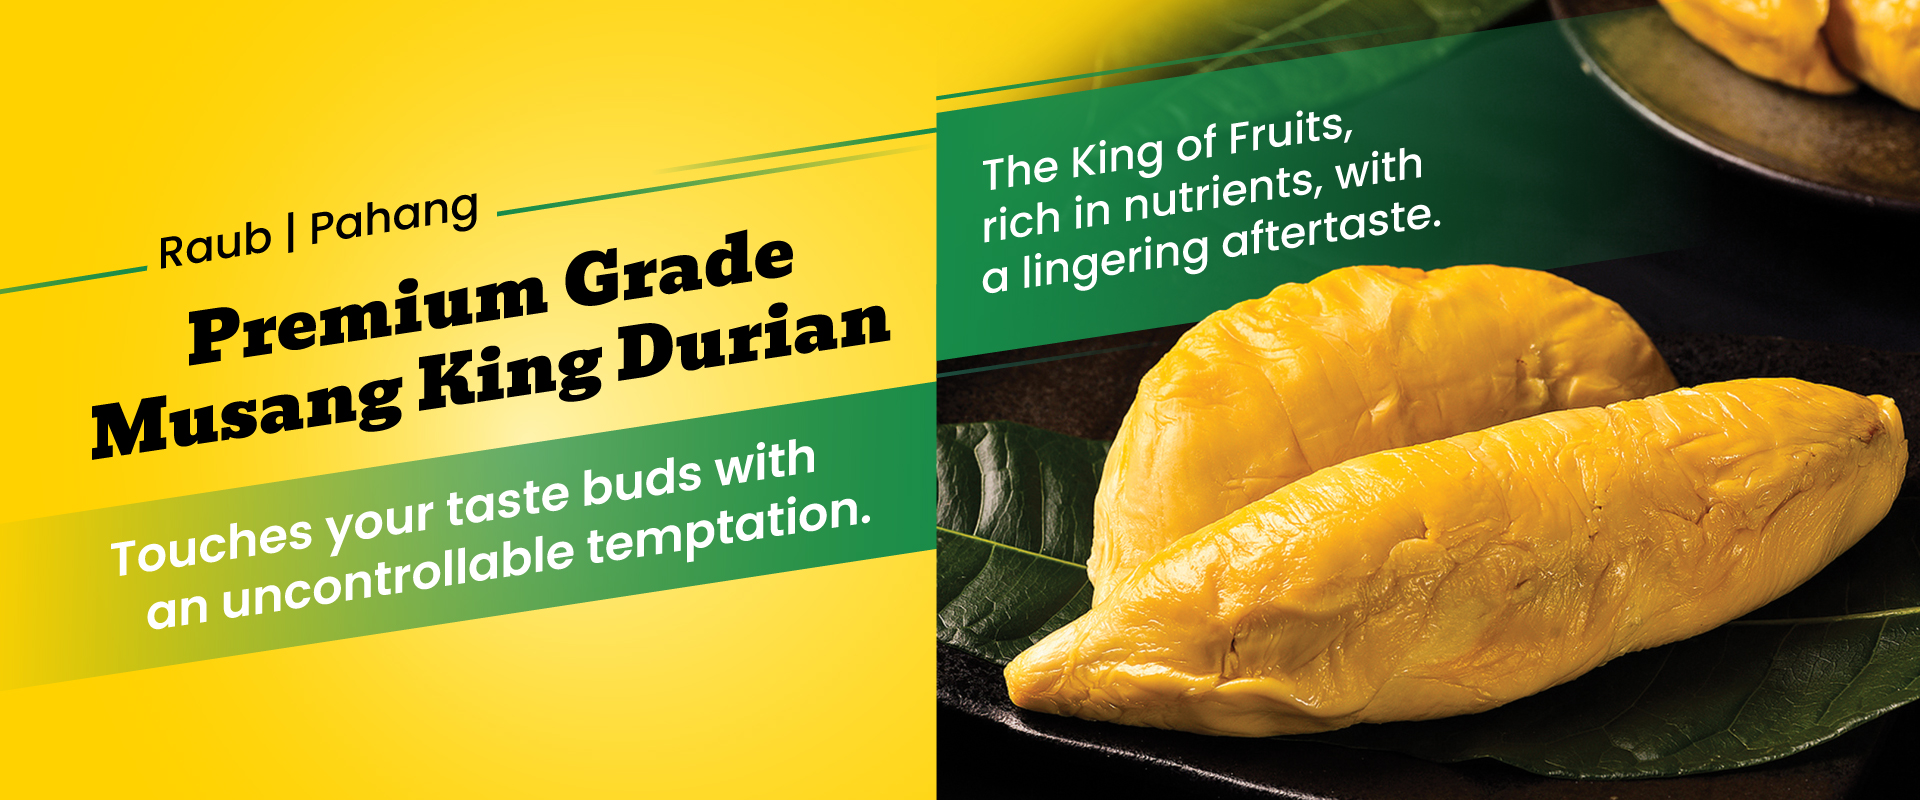 Raub | Pahang
Premium Grade
Musang King Durian
Touches your taste buds with
an uncontrollable temptation.
The King of Fruits,
rich in nutrients, with
a lingering aftertaste.